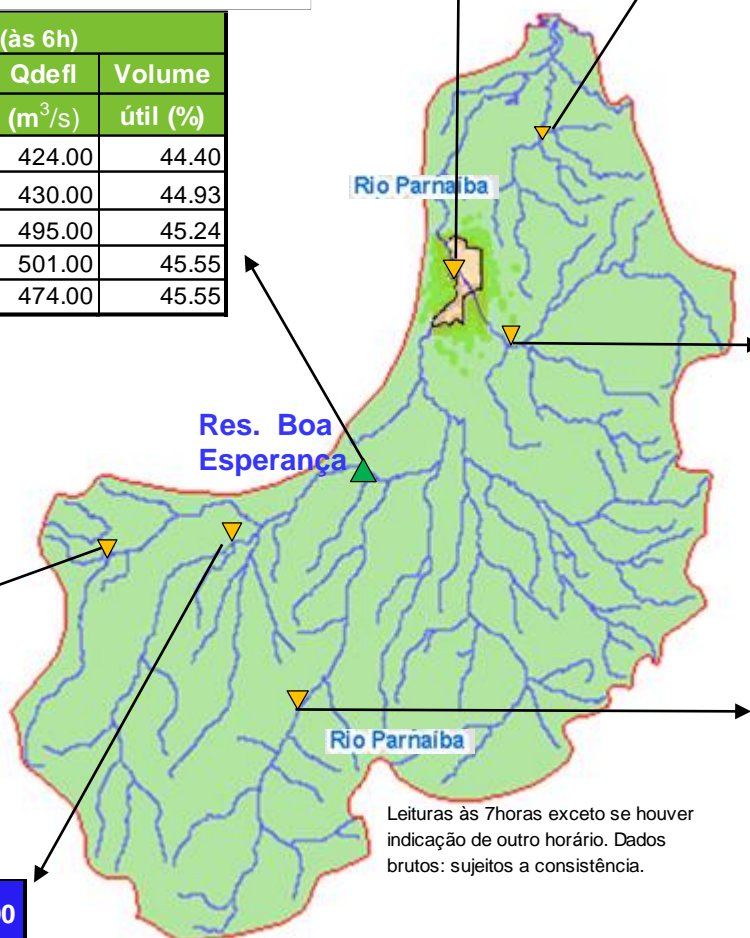 (às 6h)
Qdefl Volume
(m³/s) útil (%)
424.00 44.40
430.00 44.93
495.00 45.24
501.00 45.55
474.00 45.55
Rio Parnaíba
Res. Boa
Esperança
Rio Parnaíba
Leituras às 7horas exceto se houver
indicação de outro horário. Dados
brutos: sujeitos a consistência.